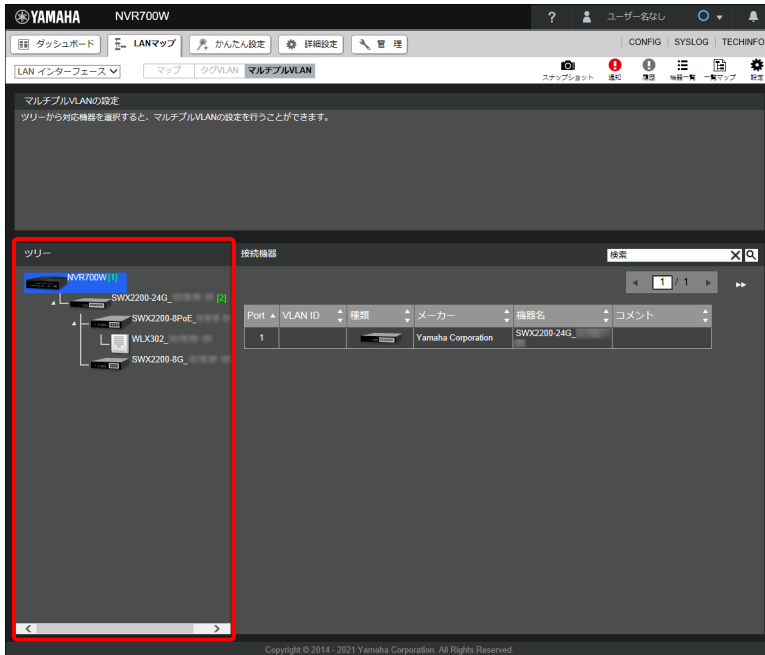 YAMAHA NVR700W ? ユーザー名なし
ダッシュボード LANマップ かんたん設定 詳細設定 管 理 CONFIG SYSLOG TECHINFO
LAN インターフェース マップ タグVLAN マルチプルVLAN スナップショット 通知 履歴 機器一覧 一覧マップ 設定
マルチプルVLANの設定
ツリーから対応機器を選択すると、マルチプルVLANの設定を行うことができます。
ツリー
NVR700W [1]
SWX2200-24G_ [2]
SWX2200-8PoE_
WLX302_
SWX2200-8G_
接続機器 検索
1 / 1
Port VLAN ID 種類 メーカー 機器名 コメント
1 Yamaha Corporation SWX2200-24G_
Copyright © 2014 - 2021 Yamaha Corporation. All Rights Reserved.